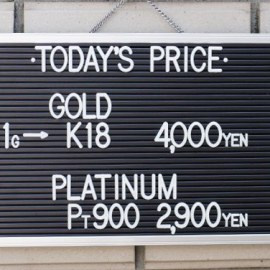 ·TODAY'S PRICE·
GOLD
1G→ K18 4,000YEN
PLATINUM
PT900 2,900YEN